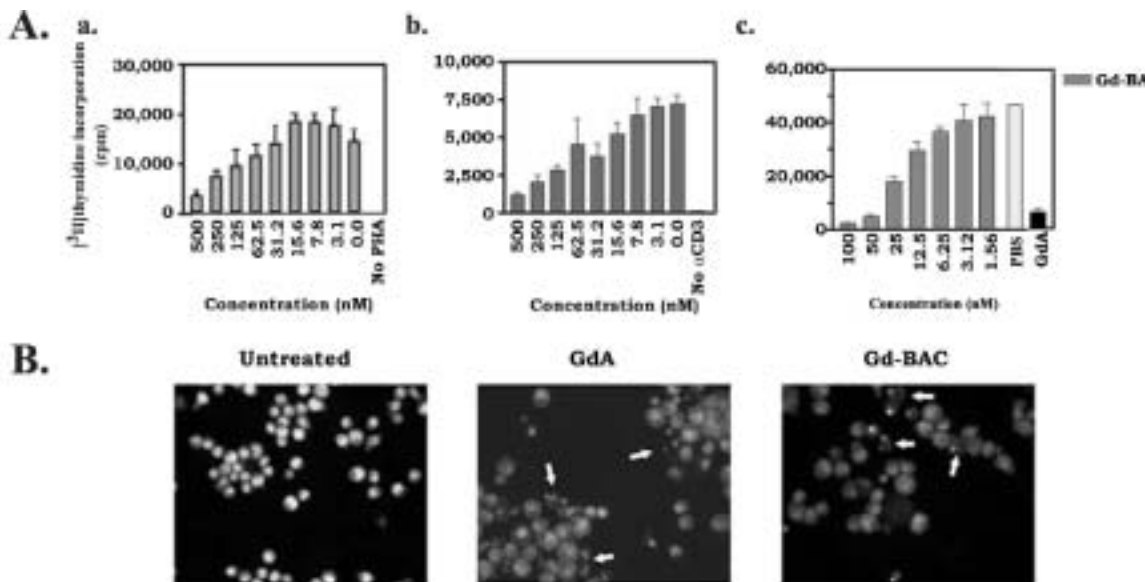 A.
a.
[³H]thymidine incorporation
(rpm)
30,000
20,000
10,000
0
500
250
125
62.5
31.2
15.6
7.8
3.1
0.0
No PHA
Concentration (nM)
b.
10,000
7,500
5,000
2,500
0
500
250
125
62.5
31.2
15.6
7.8
3.1
0.0
No αCD3
Concentration (nM)
c.
60,000
40,000
20,000
0
100
50
25
12.5
6.25
3.12
1.56
PBS
GdA
Concentration (nM)
Gd-BA
B.
Untreated
GdA
Gd-BAC